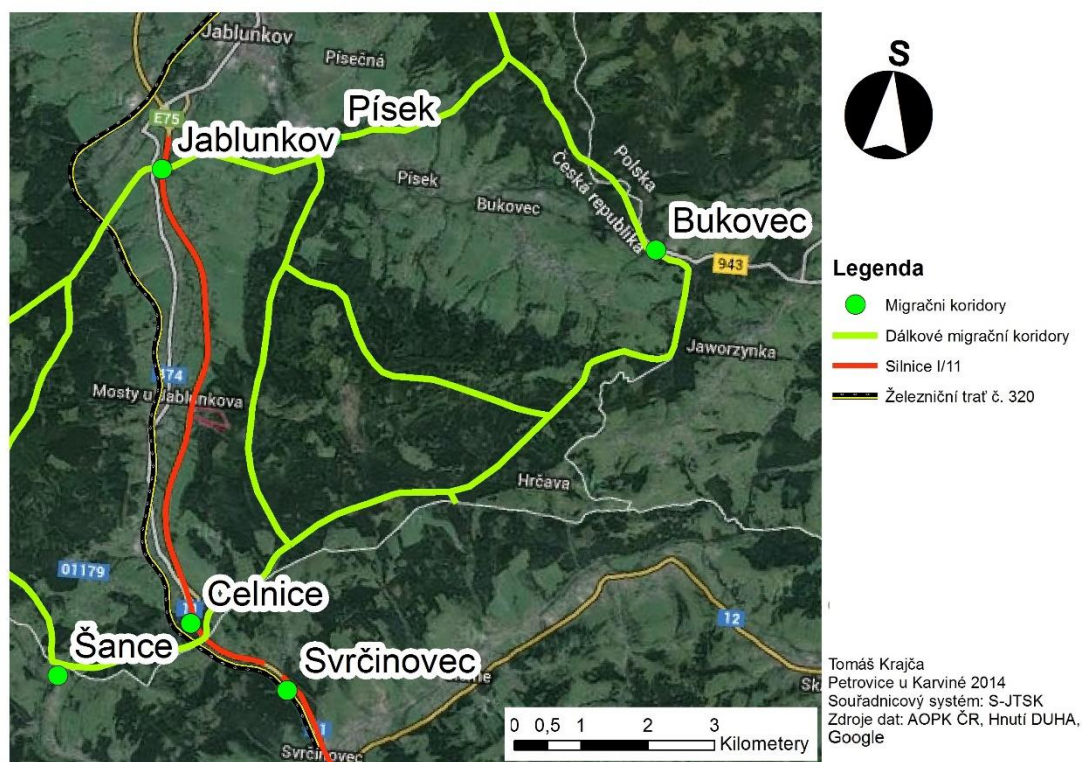 Jablunkov
Písečná
Písek
E75
Jablunkov
Písek
Bukovec
Polska
Česká republika
Bukovec
943
Jaworzynka
474
Mosty u Jablunkova
Hrčava
01179
Celnice
11
Šance
12
Svrčinovec
Svrčinovec
S
Legenda
Migrační koridory
Dálkové migrační koridory
Silnice I/11
Železniční trať č. 320
0 0,5 1 2 3
Kilometery
Tomáš Krajča
Petrovice u Karviné 2014
Souřadnicový systém: S-JTSK
Zdroje dat: AOPK ČR, Hnutí DUHA,
Google